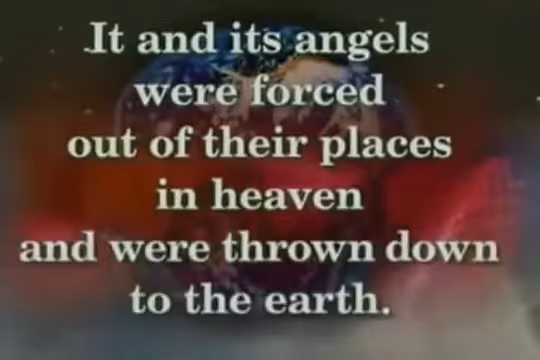 It and its angels
were forced
out of their places
in heaven
and were thrown down
to the earth.